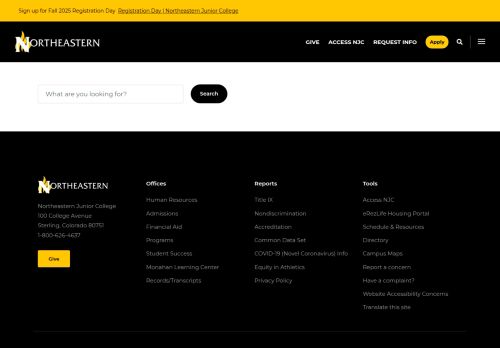 Sign up for Fall 2025 Registration Day Registration Day | Northeastern Junior College
NORTHEASTERN
GIVE ACCESS NJC REQUEST INFO Apply
What are you looking for? Search
NORTHEASTERN
Northeastern Junior College
100 College Avenue
Sterling, Colorado 80751
1-800-626-4637
Give
Offices
Human Resources
Admissions
Financial Aid
Programs
Student Success
Monahan Learning Center
Records/Transcripts
Reports
Title IX
Nondiscrimination
Accreditation
Common Data Set
COVID-19 (Novel Coronavirus) Info
Equity in Athletics
Privacy Policy
Tools
Access NJC
eRezLife Housing Portal
Schedule & Resources
Directory
Campus Maps
Report a concern
Have a complaint?
Website Accessibility Concerns
Translate this site